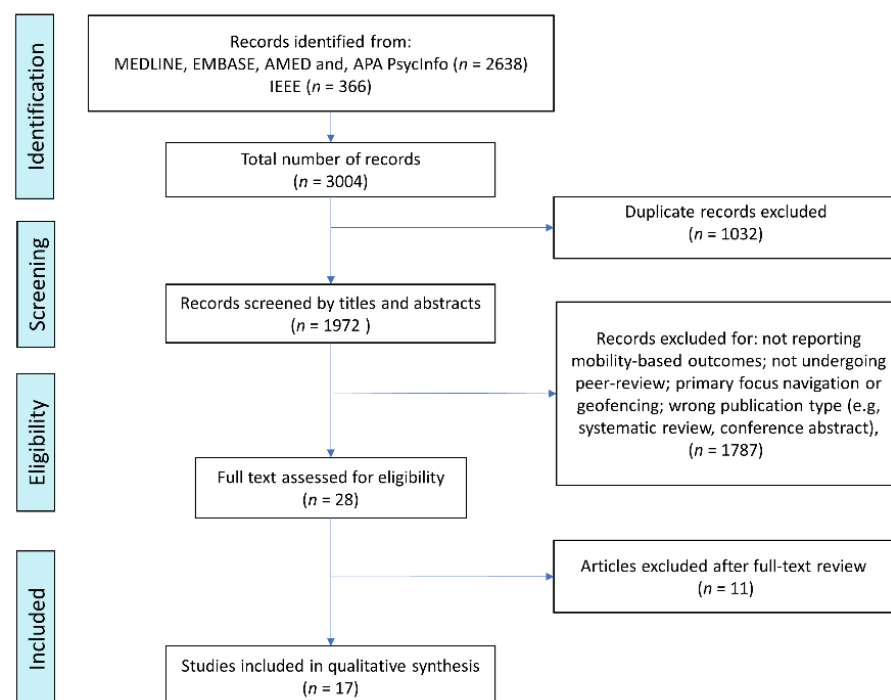 Identification
Records identified from:
MEDLINE, EMBASE, AMED and, APA PsycInfo (n = 2638)
IEEE (n = 366)
Total number of records
(n = 3004)
Screening
Duplicate records excluded
(n = 1032)
Records screened by titles and abstracts
(n = 1972 )
Records excluded for: not reporting
mobility-based outcomes; not undergoing
peer-review; primary focus navigation or
geofencing; wrong publication type (e.g,
systematic review, conference abstract),
(n = 1787)
Eligibility
Full text assessed for eligibility
(n = 28)
Included
Articles excluded after full-text review
(n = 11)
Studies included in qualitative synthesis
(n = 17)